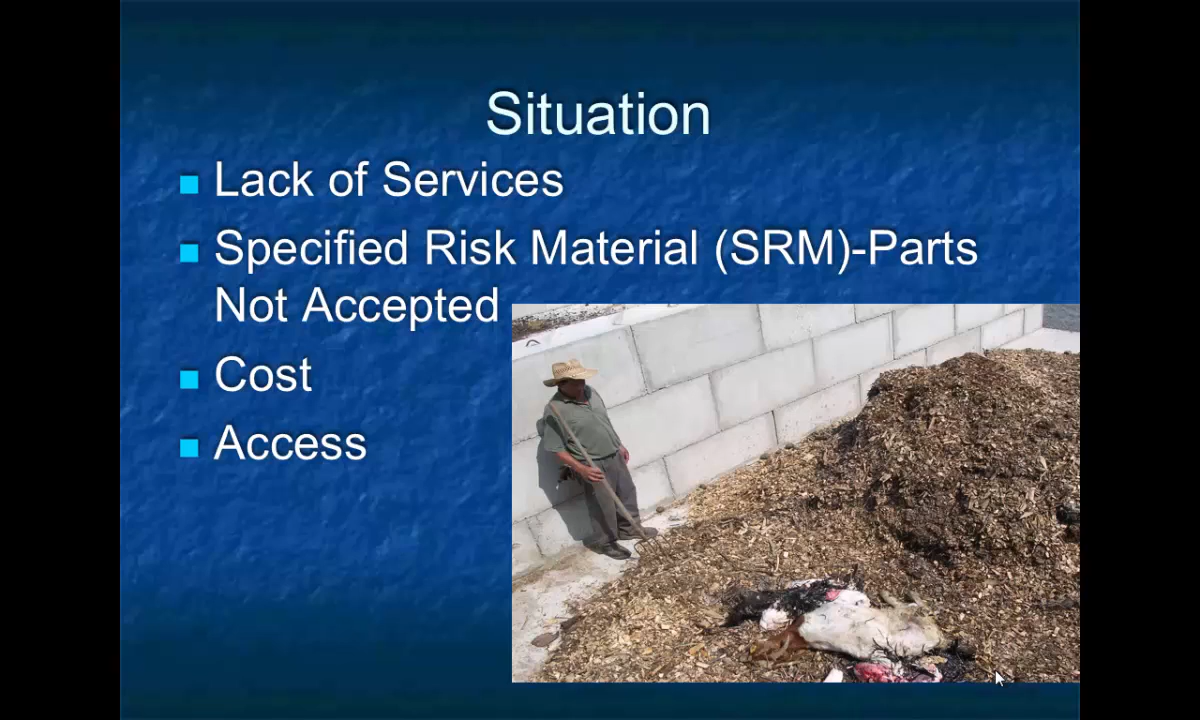 Situation
Lack of Services
Specified Risk Material (SRM)-Parts
Not Accepted
Cost
Access